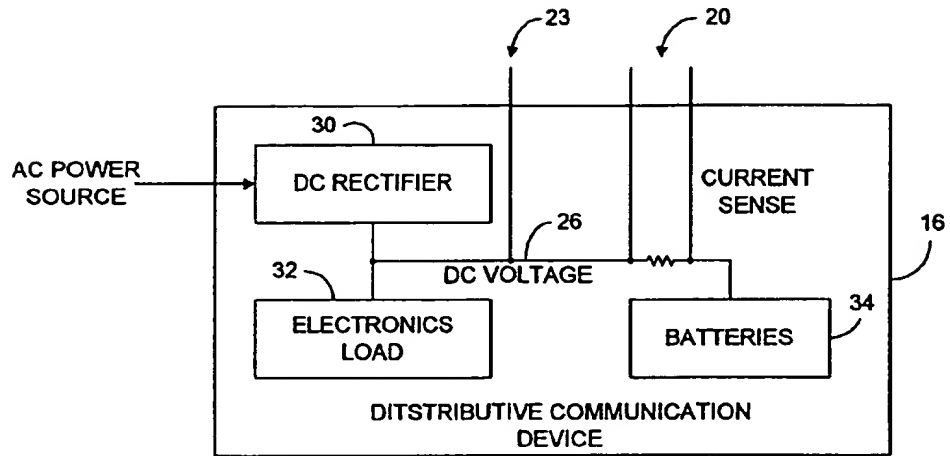 23
20
30
AC POWER
SOURCE
DC RECTIFIER
CURRENT
SENSE
26
16
DC VOLTAGE
32
34
ELECTRONICS
LOAD
BATTERIES
DITSTRIBUTIVE COMMUNICATION
DEVICE